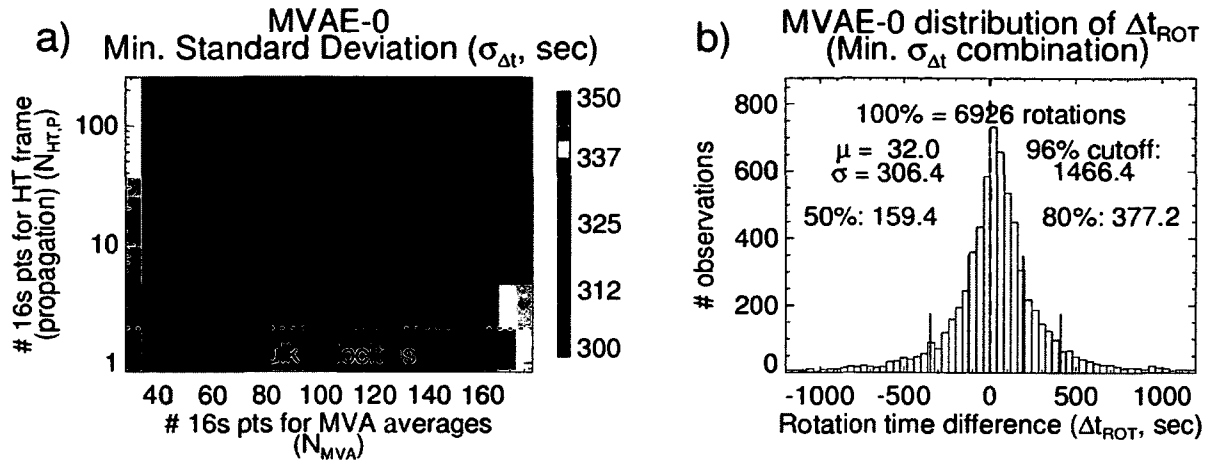 a)
MVAE-0
Min. Standard Deviation (σΔt, sec)
# 16s pts for HT frame
(propagation) (NHT,P)
100
10
1
40 60 80 100 120 140 160
# 16s pts for MVA averages
(NMVA)
350
337
325
312
300
b)
MVAE-0 distribution of ΔtROT
(Min. σΔt combination)
# observations
800
600
400
200
0
100% = 6926 rotations
μ = 32.0
σ = 306.4
96% cutoff:
1466.4
50%: 159.4
80%: 377.2
-1000 -500 0 500 1000
Rotation time difference (ΔtROT, sec)